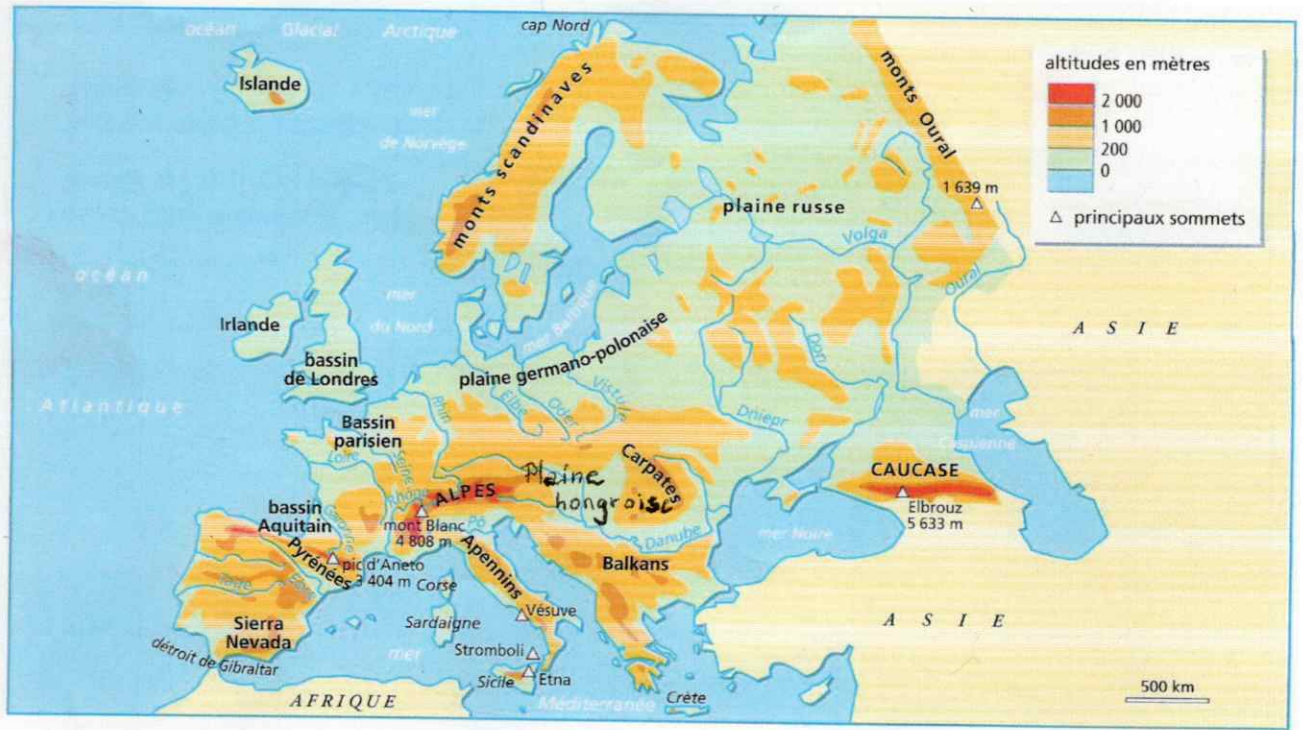 océan Glacial Arctique
cap Nord
Islande
mer
de Norvège
monts scandinaves
monts Oural
altitudes en mètres
2 000
1 000
200
0
principaux sommets
1 639 m
plaine russe
Volga
Oural
océan
Atlantique
Irlande
mer
du Nord
mer Baltique
bassin
de Londres
plaine germano-polonaise
Don
A S I E
Rhin
Elbe
Oder
Vistule
Dniepr
mer
Caspienne
Bassin
parisien
Loire
Seine
Rhône
ALPES
Plaine
hongroise
Carpates
CAUCASE
Elbrouz
5 633 m
bassin
Aquitain
Garonne
mont Blanc
4 808 m
Pô
Danube
mer Noire
Pyrénées
pic d'Aneto
3 404 m
Corse
Apennins
Balkans
Tage
Sierra
Nevada
Sardaigne
Vésuve
A S I E
détroit de Gibraltar
mer
Stromboli
Sicile
Etna
AFRIQUE
Méditerranée
Crète
500 km